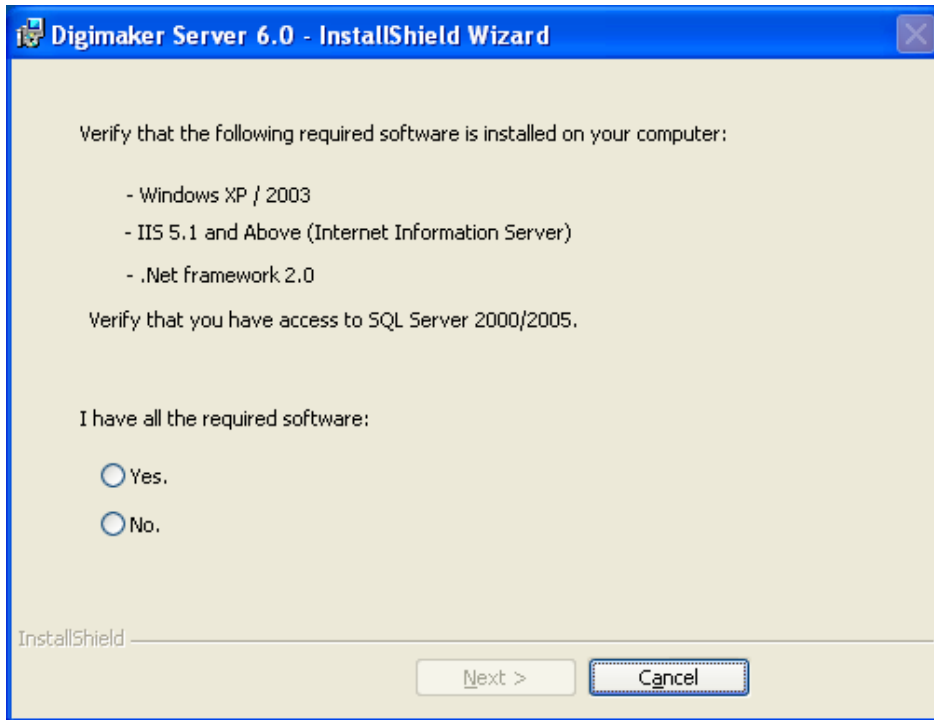 Digimaker Server 6.0 - InstallShield Wizard
Verify that the following required software is installed on your computer:
- Windows XP / 2003
- IIS 5.1 and Above (Internet Information Server)
- .Net framework 2.0
Verify that you have access to SQL Server 2000/2005.
I have all the required software:
Yes.
No.
InstallShield
Next >
Cancel